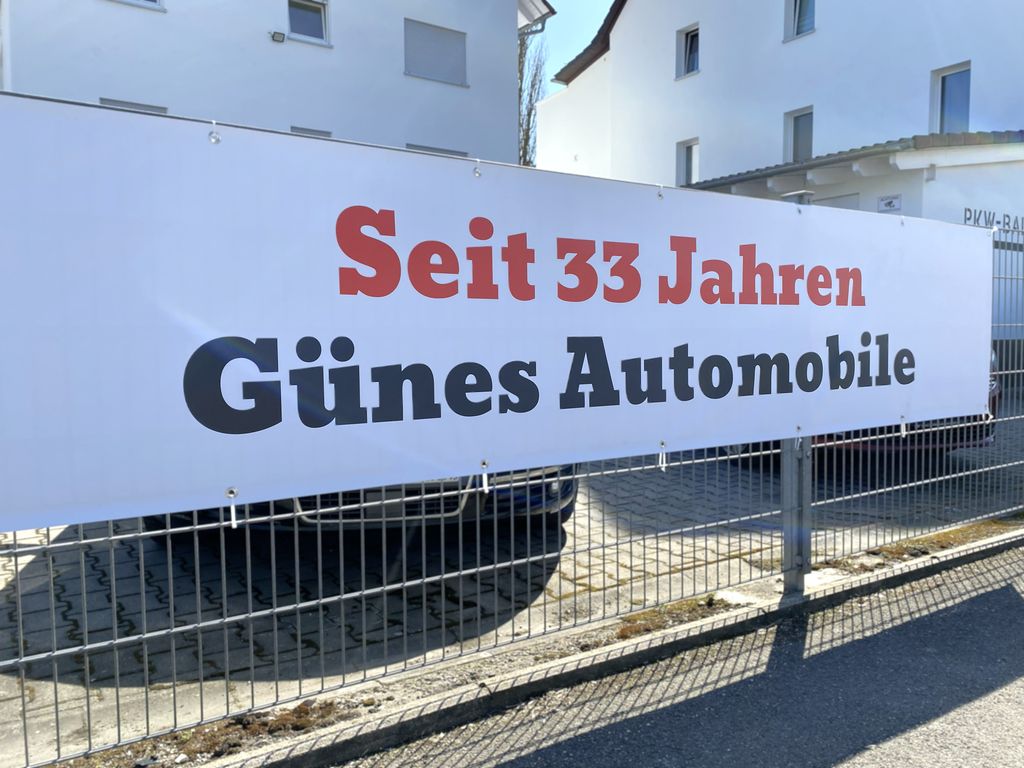 Seit 33 Jahren
Günes Automobile